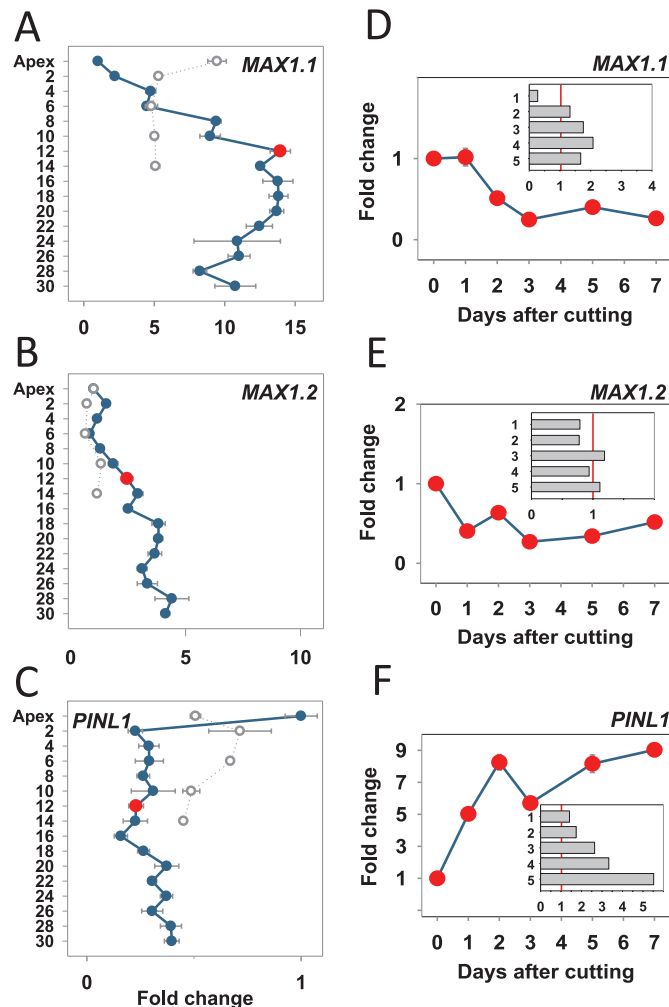 A
MAX1.1
Apex
2
4
6
8
10
12
14
16
18
20
22
24
26
28
30
0 5 10 15
B
MAX1.2
Apex
2
4
6
8
10
12
14
16
18
20
22
24
26
28
30
0 5 10
C
PINL1
Apex
2
4
6
8
10
12
14
16
18
20
22
24
26
28
30
0 1
Fold change
D
MAX1.1
Fold change
1
0
1
2
3
4
5
0 1 2 3 4
0 1 2 3 4 5 6 7
Days after cutting
E
MAX1.2
Fold change
2
1
0
1
2
3
4
5
0 1
0 1 2 3 4 5 6 7
Days after cutting
F
PINL1
Fold change
9
7
5
3
1
1
2
3
4
5
0 1 2 3 4 5
0 1 2 3 4 5 6 7
Days after cutting